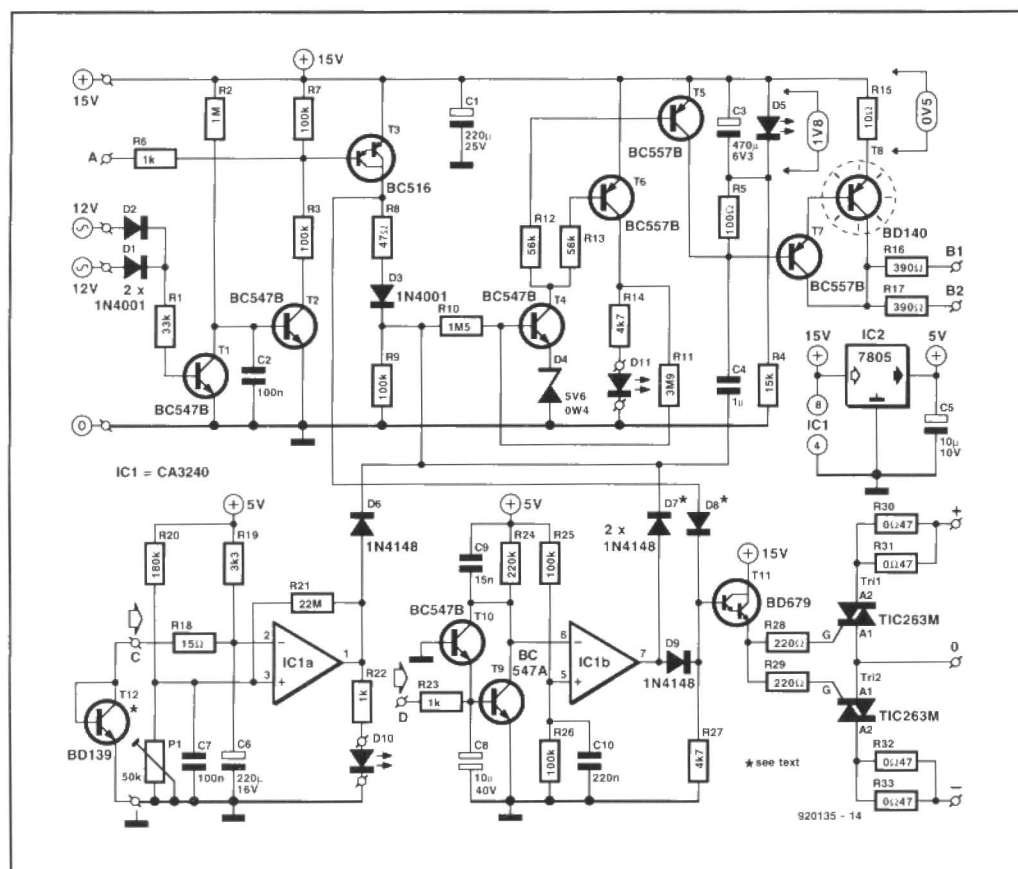 15V
15V
R2
1M
R7
100k
T3
BC516
C1
220µ
25V
T5
BC557B
C3
470µ
6V3
D5
1V8
R15
10Ω
0V5
A
R6
1k
T8
BD140
12V
D2
12V
D1
2 x
1N4001
R3
100k
R8
47Ω
R12
56k
56k
R13
T6
BC557B
R5
100Ω
T7
BC557B
R16
390Ω
B1
R17
390Ω
B2
R1
33k
BC547B
T2
D3
1N4001
R10
1M5
BC547B
T4
R14
4k7
T1
BC547B
C2
100n
R9
100k
D4
5V6
0W4
D11
R11
3M9
C4
1µ
R4
15k
15V
IC2
7805
5V
8
IC1
4
C5
10µ
10V
0
IC1 = CA3240
5V
R20
180k
R19
3k3
D6
1N4148
R21
22M
C
R18
15Ω
2
3
IC1a
1
T12
*
BD139
P1
50k
C7
100n
C6
220µ
16V
R22
1k
D10
5V
C9
15n
R24
220k
R25
100k
D7*
D8*
2 x
1N4148
BC547B
T10
BC
547A
T9
R23
1k
D
6
5
IC1b
7
D9
1N4148
C8
10µ
40V
R26
100k
C10
220n
R27
4k7
15V
T11
BD679
R28
220Ω
R29
220Ω
G
G
R30
0Ω47
R31
0Ω47
+
Tri1
A2
TIC263M
A1
0
Tri2
A1
TIC263M
A2
R32
0Ω47
R33
0Ω47
−
* see text
920135 - 14